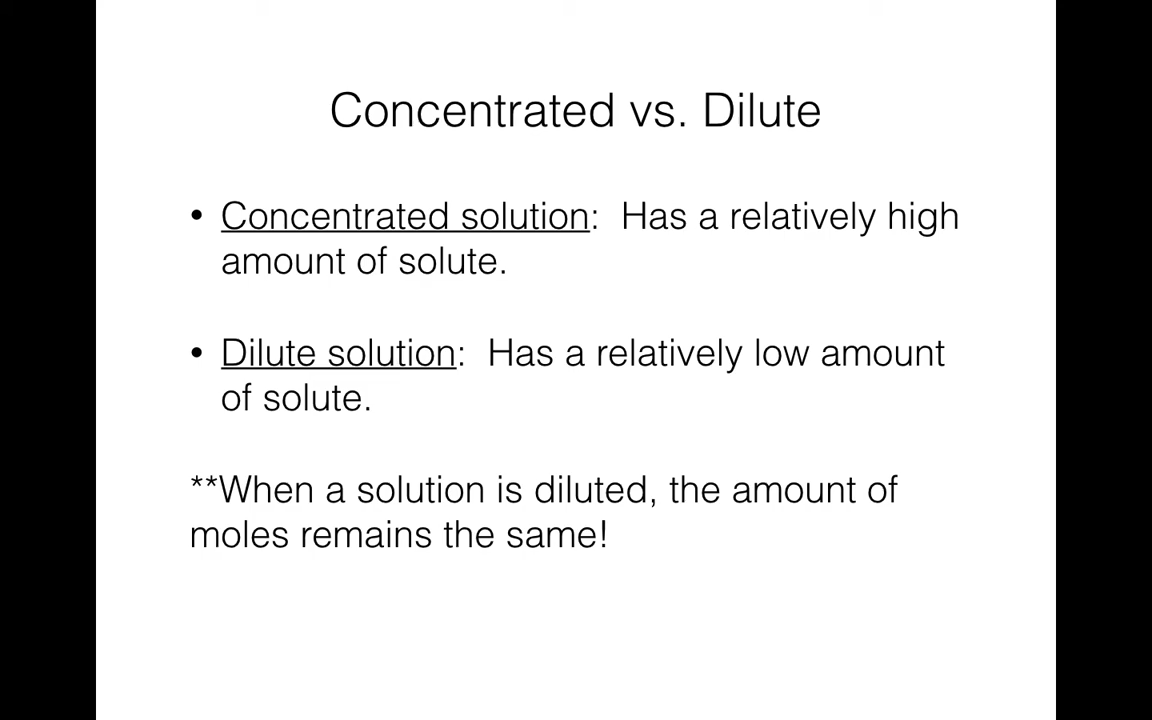 Concentrated vs. Dilute
• Concentrated solution:  Has a relatively high
amount of solute.
• Dilute solution:  Has a relatively low amount
of solute.
**When a solution is diluted, the amount of
moles remains the same!